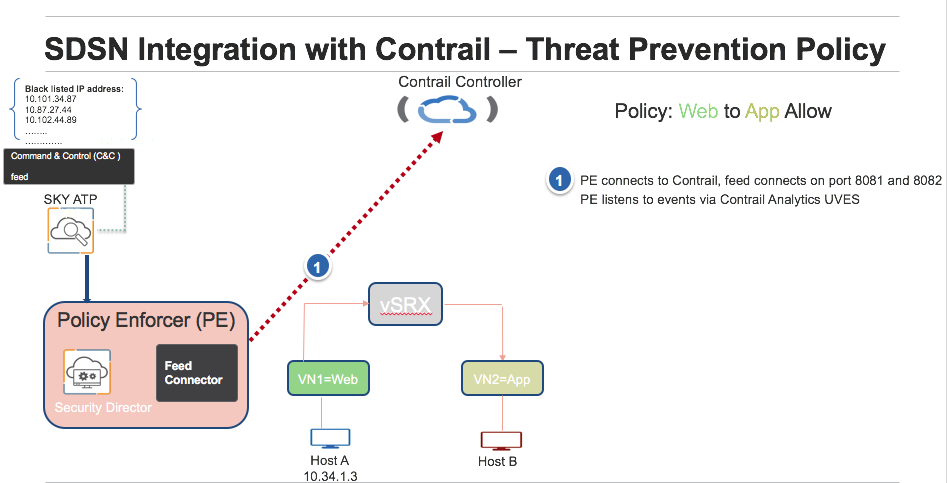 SDSN Integration with Contrail – Threat Prevention Policy
Black listed IP address:
10.101.34.87
10.87.27.44
10.102.44.89
........
.............
Command & Control (C&C )
feed
SKY ATP
Contrail Controller
Policy: Web to App Allow
1
PE connects to Contrail, feed connects on port 8081 and 8082
PE listens to events via Contrail Analytics UVES
1
Policy Enforcer (PE)
Feed
Connector
Security Director
vSRX
VN1=Web
VN2=App
Host A
10.34.1.3
Host B